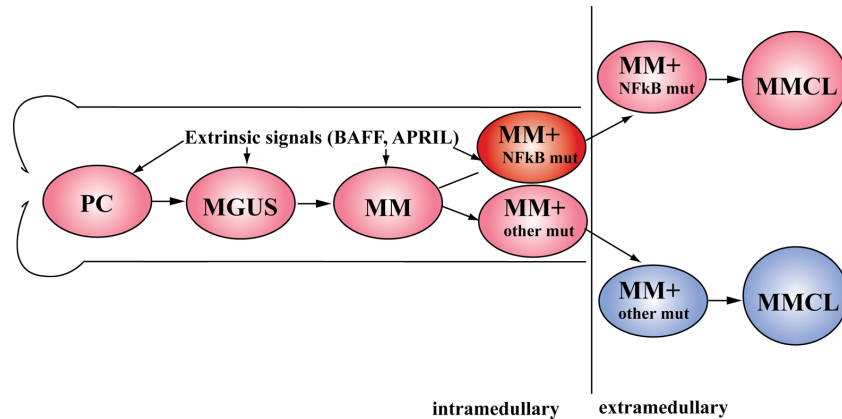 MM+
NFkB mut
MMCL
Extrinsic signals (BAFF, APRIL)
MM+
NFkB mut
PC
MGUS
MM
MM+
other mut
MM+
other mut
MMCL
intramedullary
extramedullary